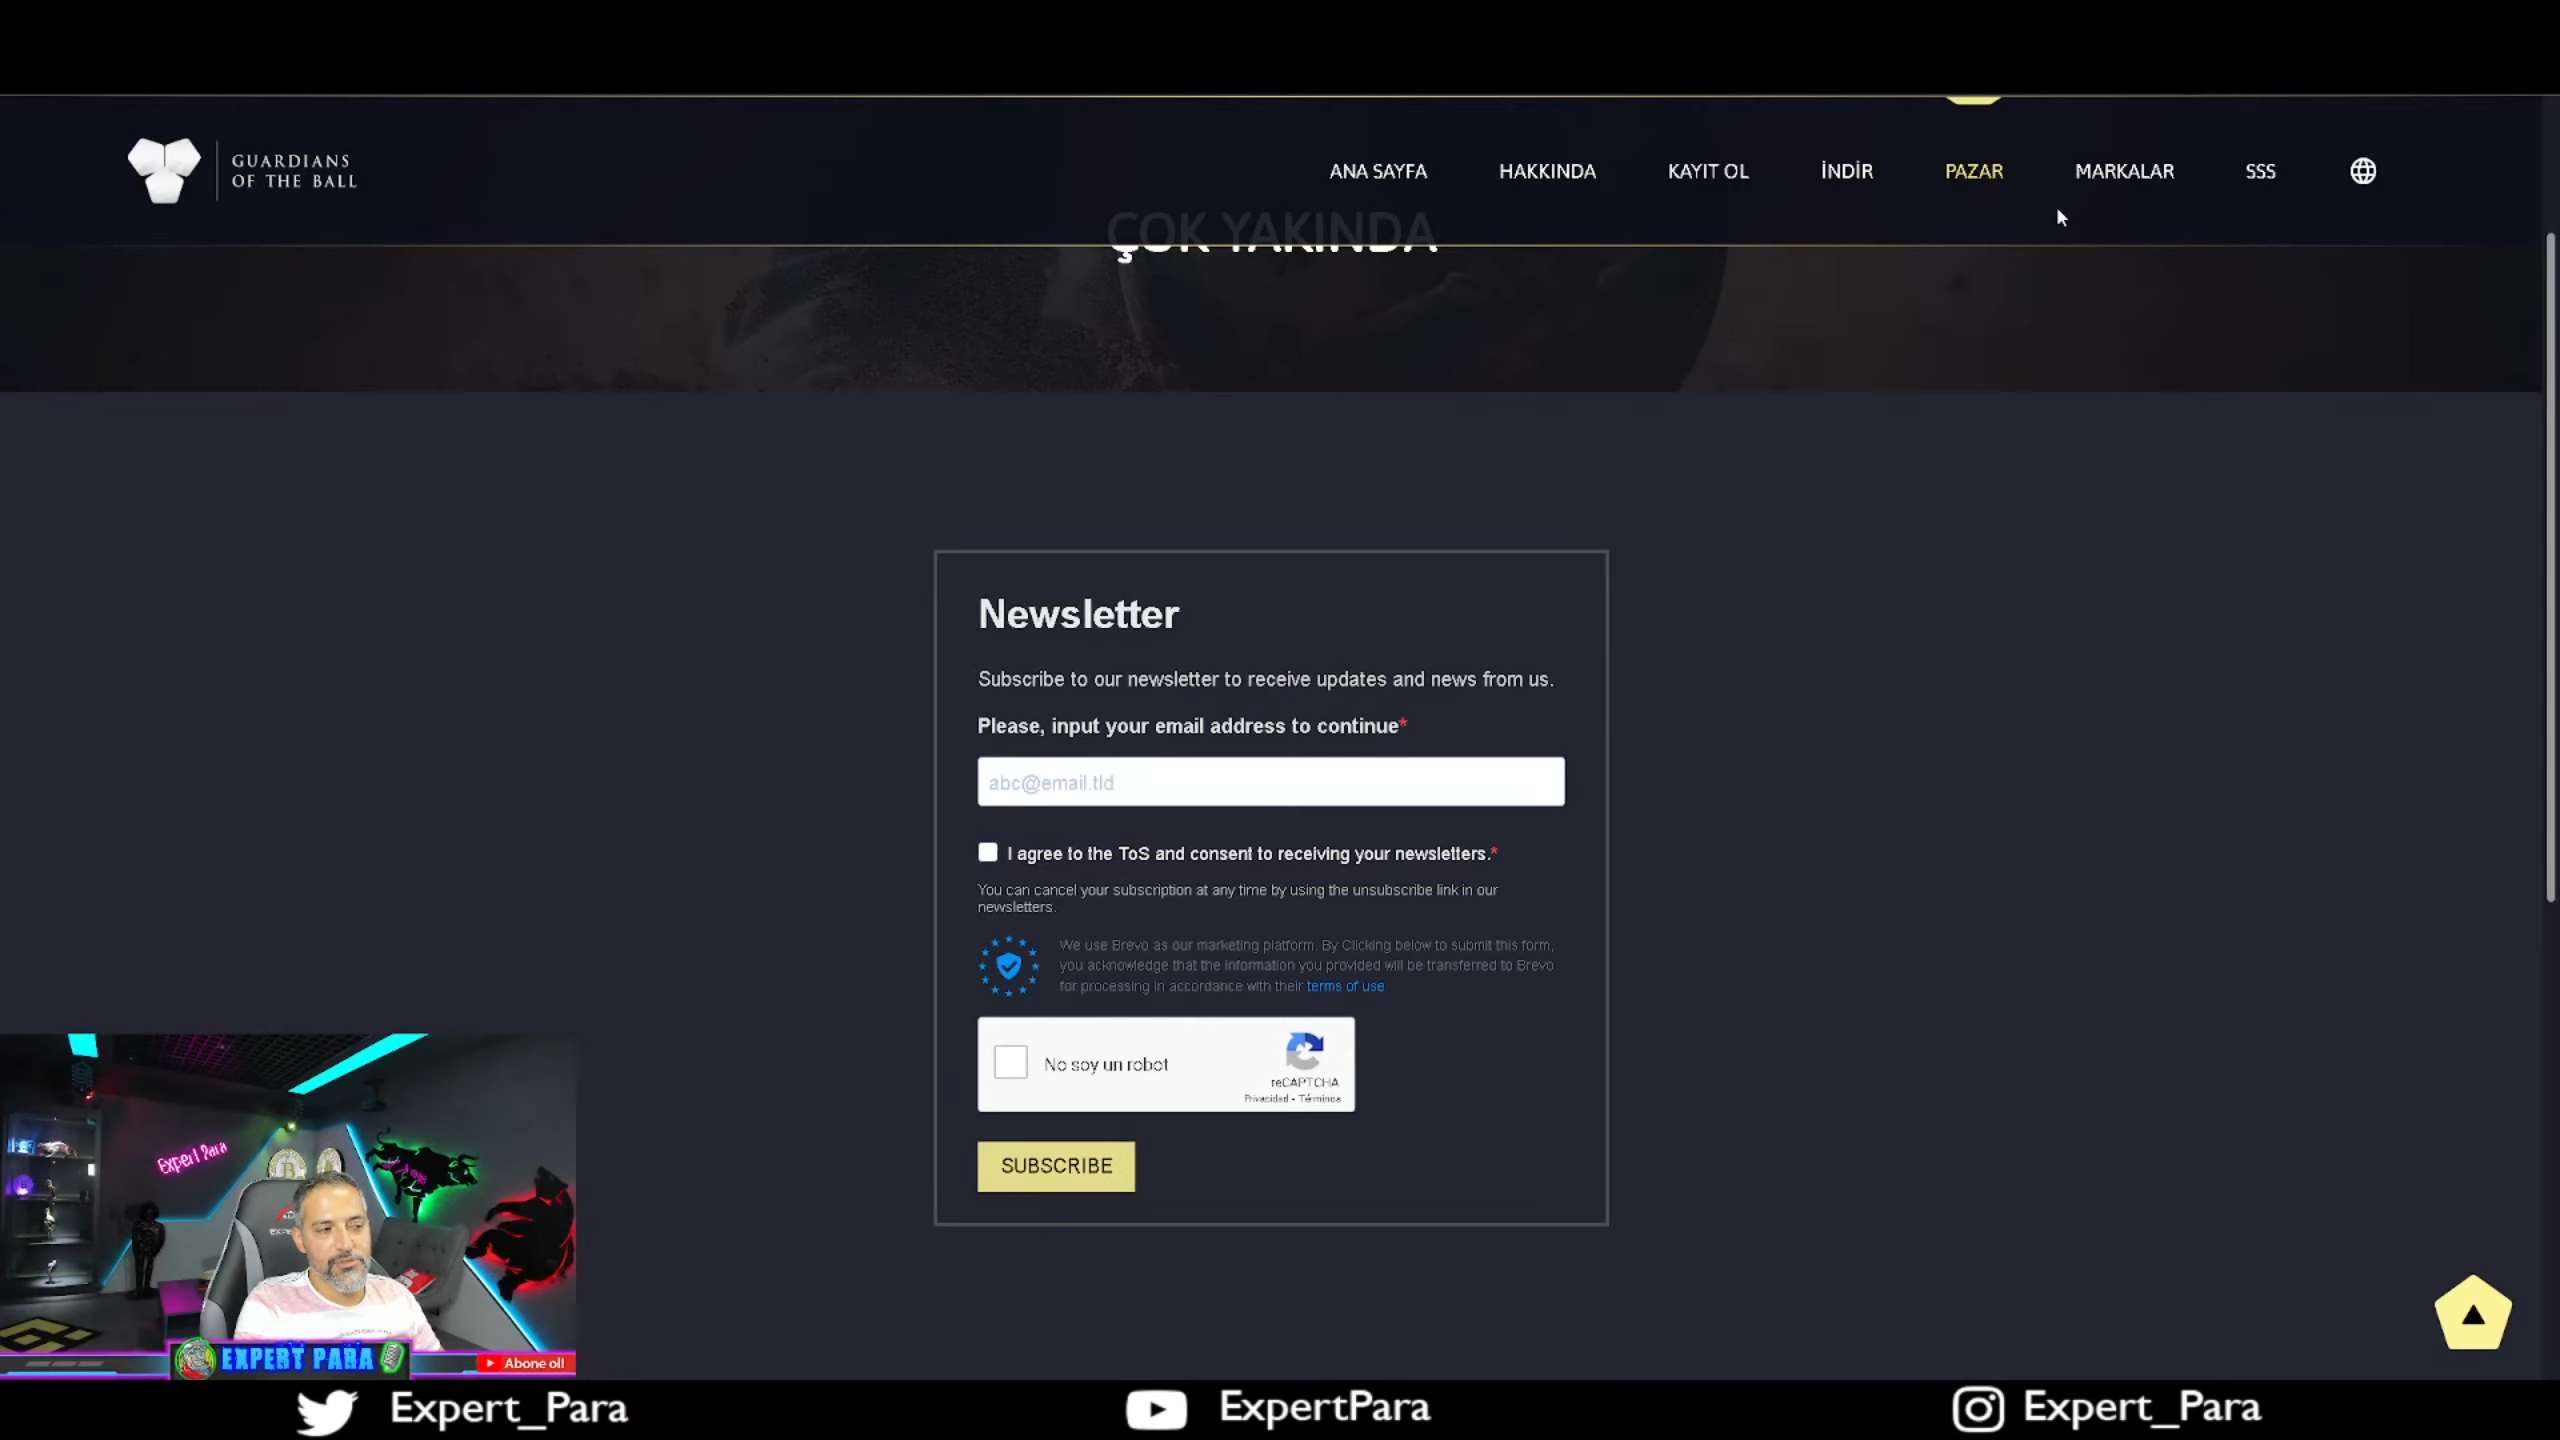 GUARDIANS
OF THE BALL
ANA SAYFA
HAKKINDA
KAYIT OL
İNDİR
PAZAR
MARKALAR
SSS
ÇOK YAKINDA
Newsletter
Subscribe to our newsletter to receive updates and news from us.
Please, input your email address to continue*
abc@email.tld
I agree to the ToS and consent to receiving your newsletters.*
You can cancel your subscription at any time by using the unsubscribe link in our
newsletters.
We use Brevo as our marketing platform. By Clicking below to submit this form,
you acknowledge that the information you provided will be transferred to Brevo
for processing in accordance with their terms of use
No soy un robot
reCAPTCHA
Privacidad - Términos
SUBSCRIBE
Expert Para
EXPERT PARA
Abone ol!
Expert_Para
ExpertPara
Expert_Para